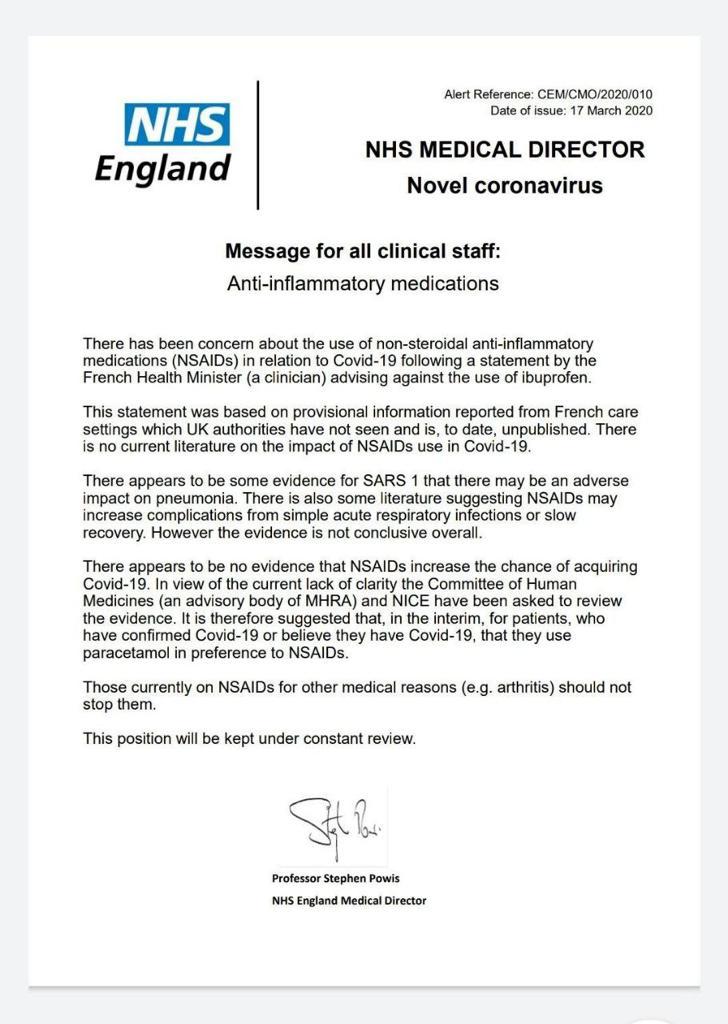 NHS
England
Alert Reference: CEM/CMO/2020/010
Date of issue: 17 March 2020
NHS MEDICAL DIRECTOR
Novel coronavirus
Message for all clinical staff:
Anti-inflammatory medications
There has been concern about the use of non-steroidal anti-inflammatory
medications (NSAIDs) in relation to Covid-19 following a statement by the
French Health Minister (a clinician) advising against the use of ibuprofen.
This statement was based on provisional information reported from French care
settings which UK authorities have not seen and is, to date, unpublished. There
is no current literature on the impact of NSAIDs use in Covid-19.
There appears to be some evidence for SARS 1 that there may be an adverse
impact on pneumonia. There is also some literature suggesting NSAIDs may
increase complications from simple acute respiratory infections or slow
recovery. However the evidence is not conclusive overall.
There appears to be no evidence that NSAIDs increase the chance of acquiring
Covid-19. In view of the current lack of clarity the Committee of Human
Medicines (an advisory body of MHRA) and NICE have been asked to review
the evidence. It is therefore suggested that, in the interim, for patients, who
have confirmed Covid-19 or believe they have Covid-19, that they use
paracetamol in preference to NSAIDs.
Those currently on NSAIDs for other medical reasons (e.g. arthritis) should not
stop them.
This position will be kept under constant review.
Professor Stephen Powis
NHS England Medical Director